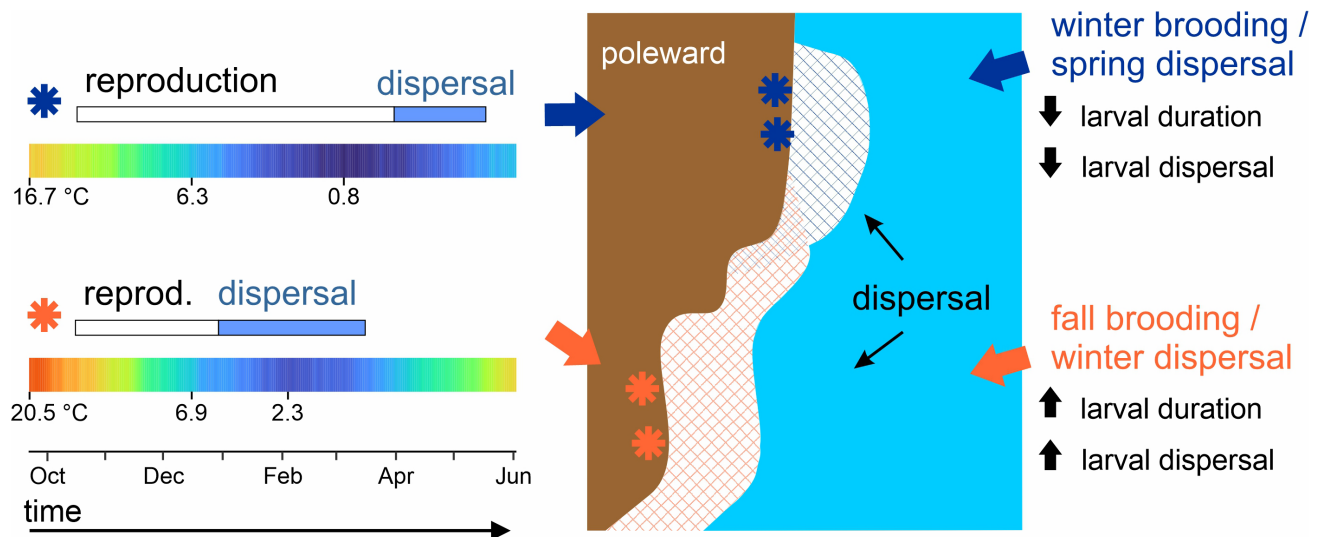 reproduction
dispersal
16.7 °C
6.3
0.8
reprod.
dispersal
20.5 °C
6.9
2.3
Oct
Dec
Feb
Apr
Jun
time
poleward
dispersal
winter brooding /
spring dispersal
larval duration
larval dispersal
fall brooding /
winter dispersal
larval duration
larval dispersal